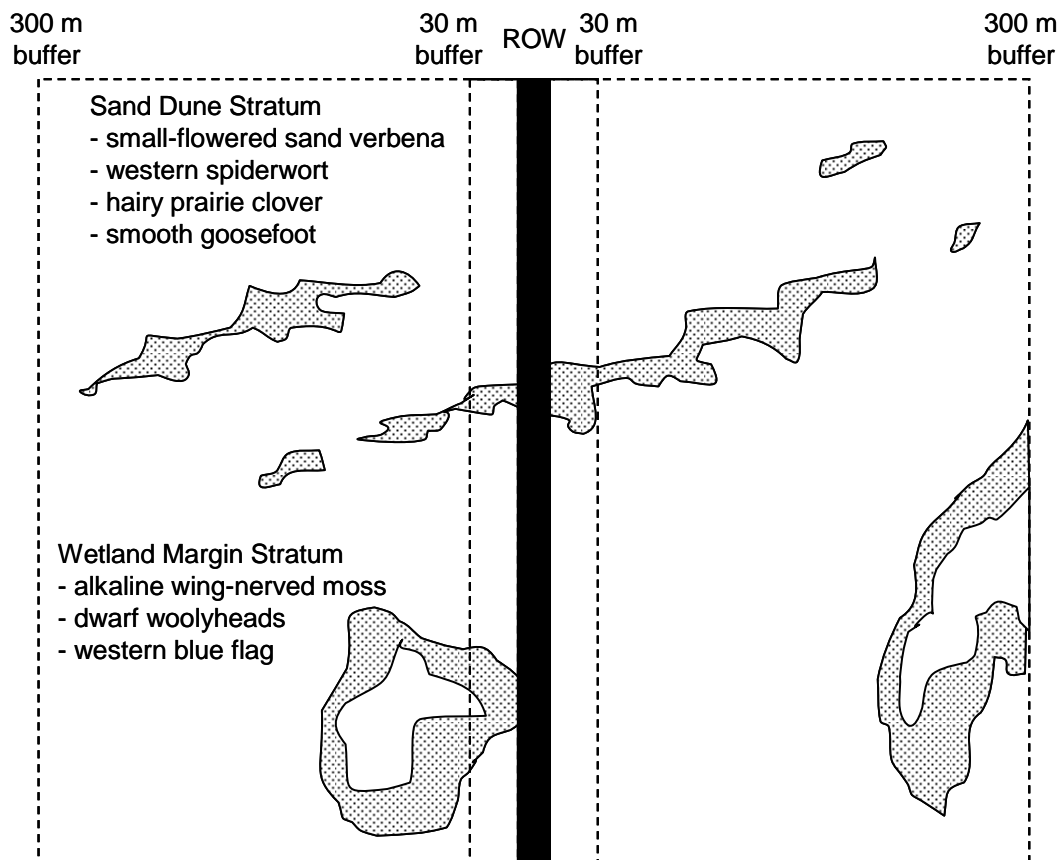 300 m
buffer
30 m
buffer
ROW
30 m
buffer
300 m
buffer
Sand Dune Stratum
- small-flowered sand verbena
- western spiderwort
- hairy prairie clover
- smooth goosefoot
Wetland Margin Stratum
- alkaline wing-nerved moss
- dwarf woolyheads
- western blue flag